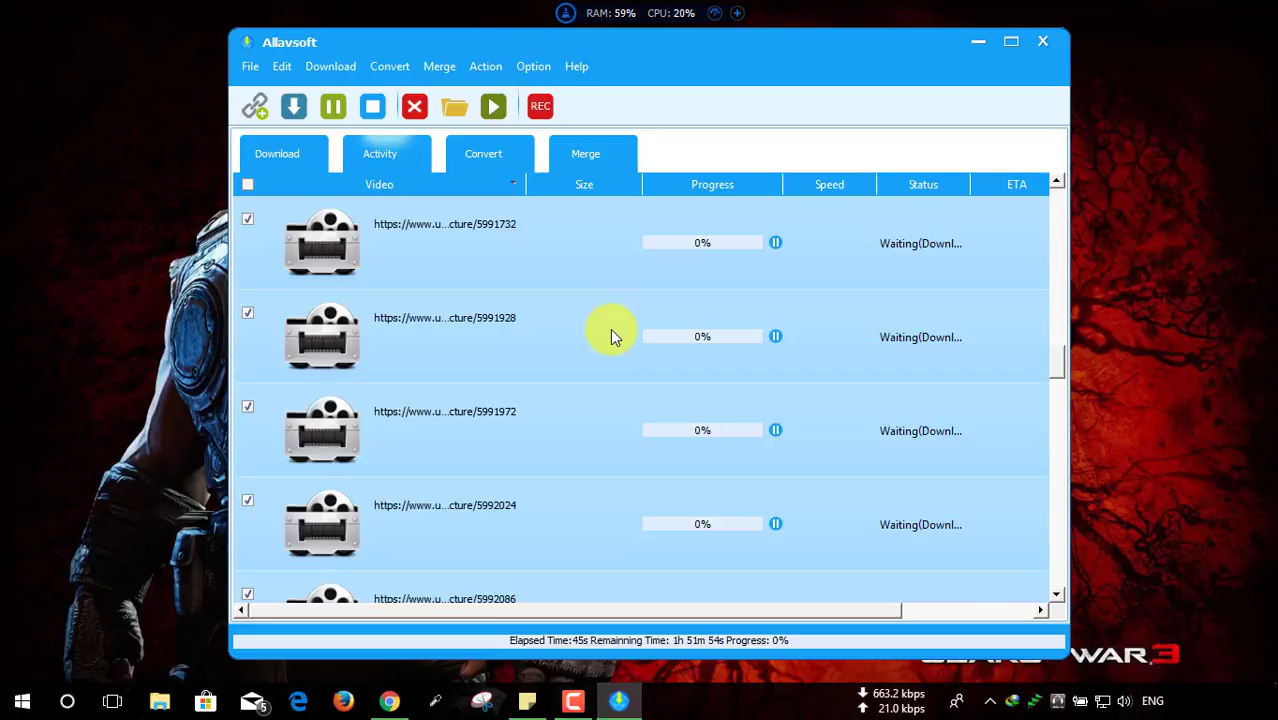 RAM: 59% CPU: 20%
Allavsoft
File Edit Download Convert Merge Action Option Help
REC
Download Activity Convert Merge
Video Size Progress Speed Status ETA
https://www.u...cture/5991732
0% Waiting(Downl...
https://www.u...cture/5991928
0% Waiting(Downl...
https://www.u...cture/5991972
0% Waiting(Downl...
https://www.u...cture/5992024
0% Waiting(Downl...
https://www.u...cture/5992086
Elapsed Time:45s Remainning Time: 1h 51m 54s Progress: 0%
WAR 3
5
663.2 kbps
21.0 kbps
ENG